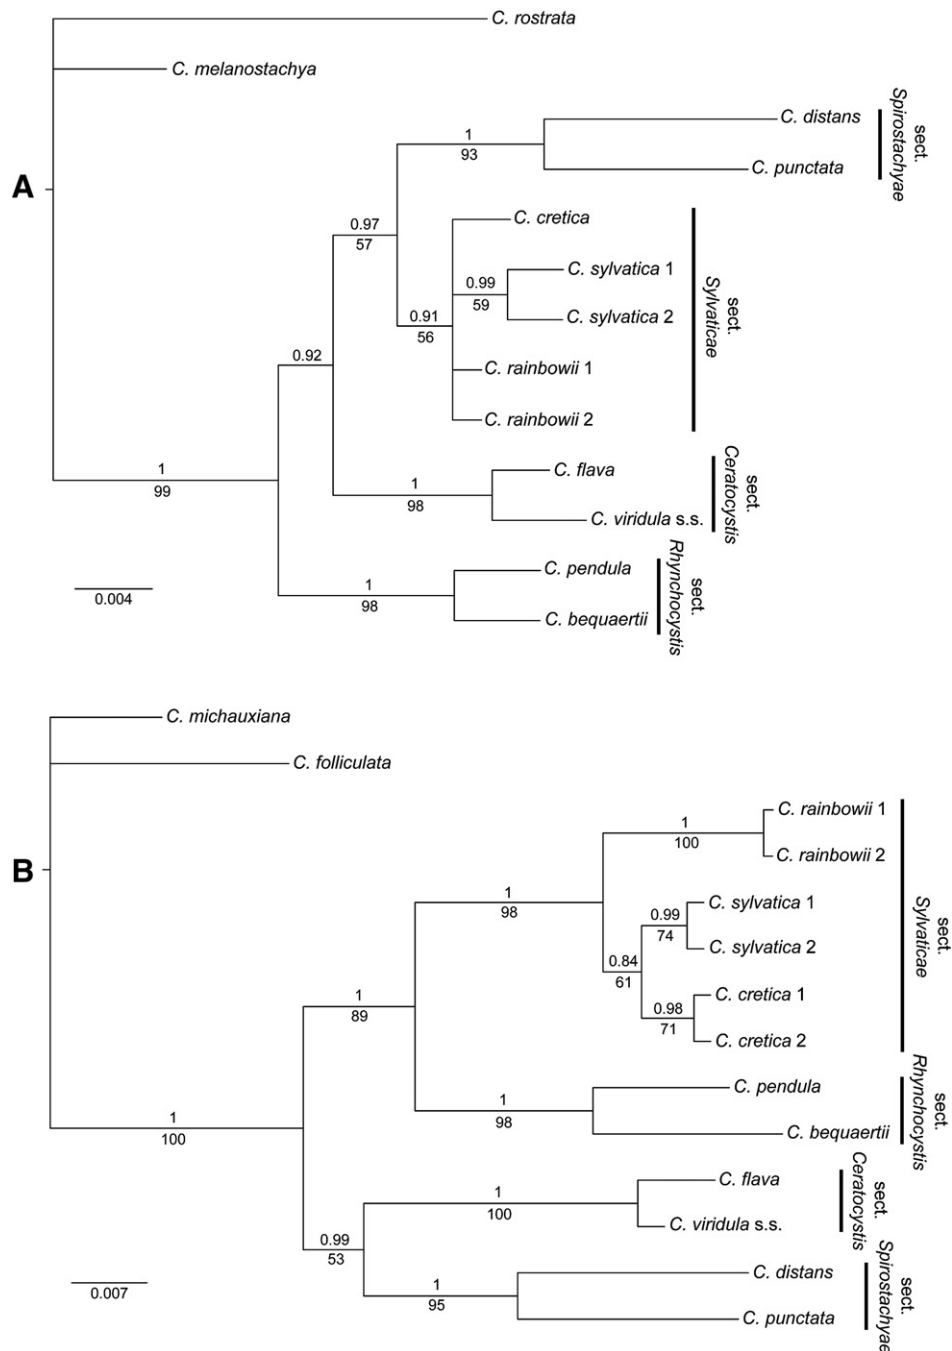 C. rostrata
C. melanostachya
A
C. distans
1
93
C. punctata
sect.
Spirostachyae
0.97
57
C. cretica
C. sylvatica 1
0.99
59
C. sylvatica 2
0.91
56
C. rainbowii 1
C. rainbowii 2
sect.
Sylvaticae
0.92
C. flava
1
98
C. viridula s.s.
sect.
Ceratocystis
1
99
C. pendula
1
98
C. bequaertii
sect.
Rhynchocystis
0.004
C. michauxiana
C. folliculata
B
C. rainbowii 1
1
100
C. rainbowii 2
1
98
C. sylvatica 1
0.99
74
C. sylvatica 2
0.84
61
C. cretica 1
0.98
71
C. cretica 2
sect.
Sylvaticae
1
89
C. pendula
1
98
C. bequaertii
sect.
Rhynchocystis
1
100
C. flava
1
100
C. viridula s.s.
sect.
Ceratocystis
0.99
53
C. distans
1
95
C. punctata
sect.
Spirostachyae
0.007